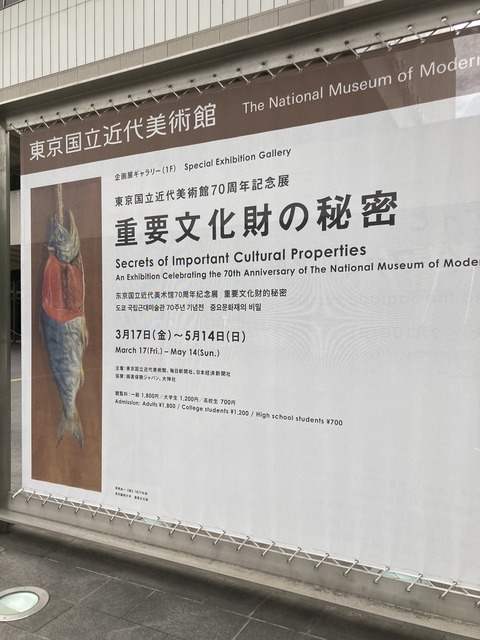 東京国立近代美術館 The National Museum of Modern
企画展ギャラリー(1F) Special Exhibition Gallery
東京国立近代美術館70周年記念展
重要文化財の秘密
Secrets of Important Cultural Properties
An Exhibition Celebrating the 70th Anniversary of The National Museum of Moder
东京国立近代美术馆70周年纪念展 重要文化财的秘密
도쿄 국립근대미술관 70주년 기념전 중요문화재의 비밀
3月17日(金)〜5月14日(日)
March 17(Fri.) – May 14(Sun.)
主催:東京国立近代美術館、毎日新聞社、日本経済新聞社
協賛:損害保険ジャパン、大伸社
観覧料:一般 1,800円/大学生 1,200円/高校生 700円
Admission: Adults ¥1,800 / College students ¥1,200 / High school students ¥700